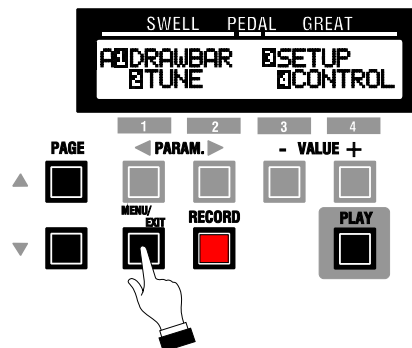 SWELL PEDAL GREAT
A1DRAWBAR 3SETUP
2TUNE 4CONTROL
1 2 3 4
PAGE ◀ PARAM. ▶ - VALUE +
MENU/
EXIT RECORD PLAY